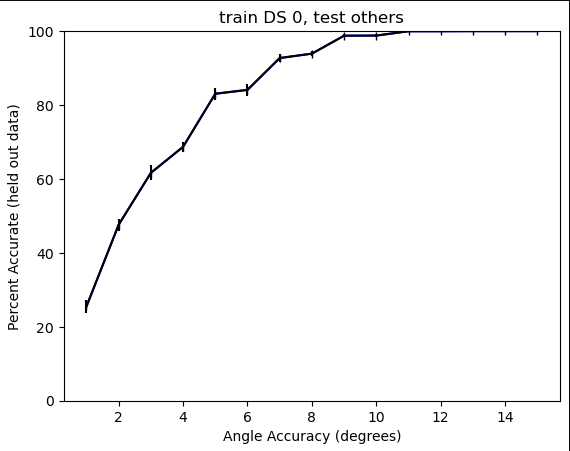 train DS 0, test others
100
80
60
40
20
0
Percent Accurate (held out data)
2 4 6 8 10 12 14
Angle Accuracy (degrees)